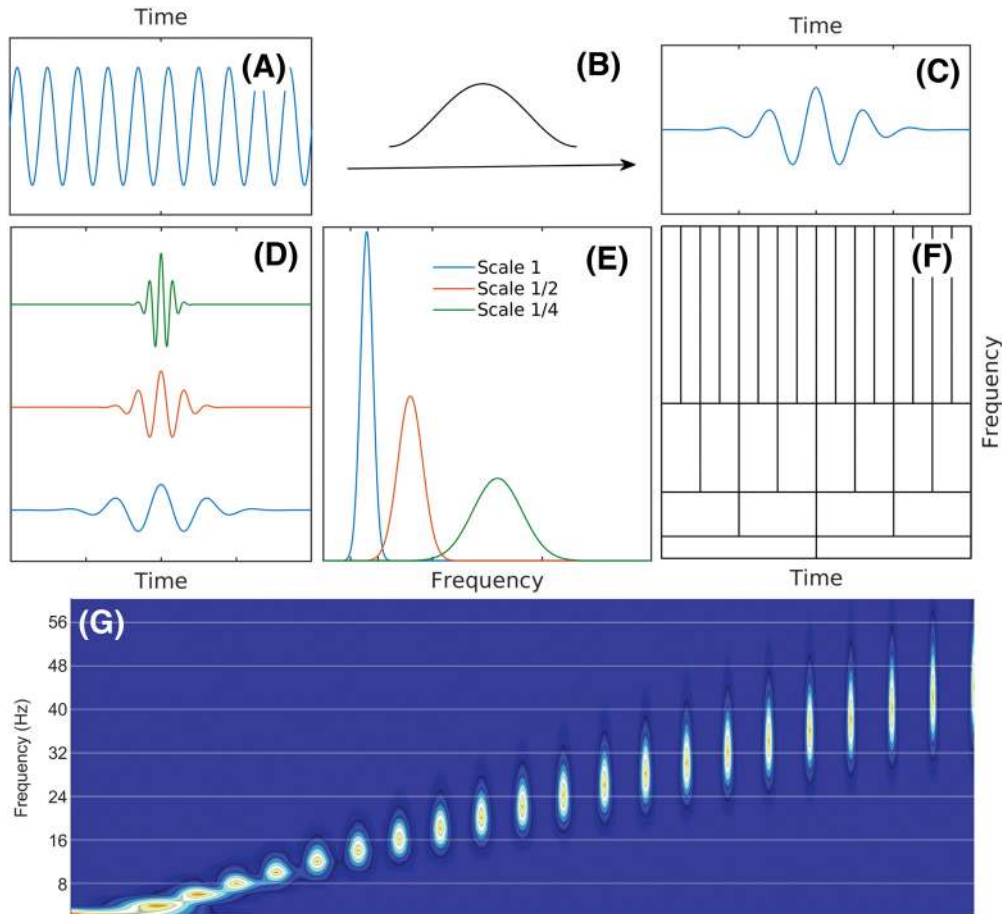 Time
(A)
(B)
Time
(C)
(D)
Scale 1
Scale 1/2
Scale 1/4
(E)
(F)
Frequency
Time
Frequency
Time
(G)
Frequency (Hz)
56
48
40
32
24
16
8